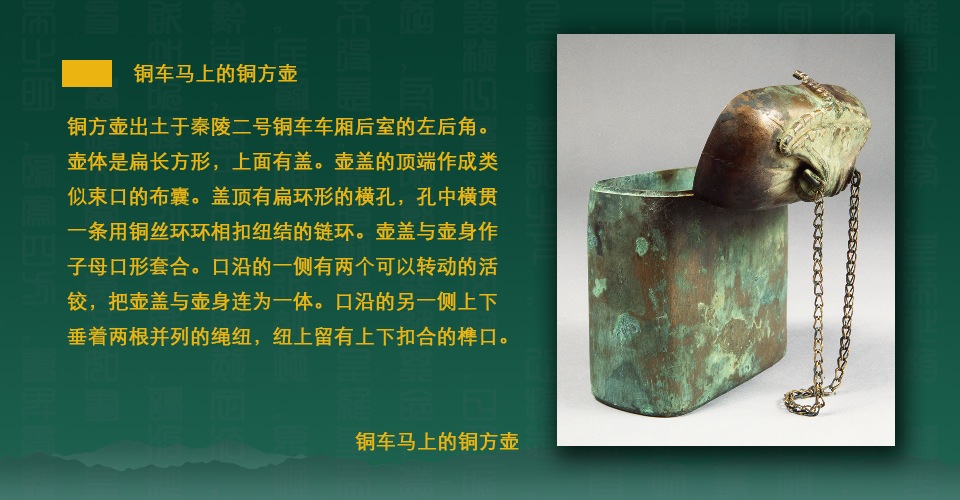 铜车马上的铜方壶
铜方壶出土于秦陵二号铜车车厢后室的左后角。
壶体是扁长方形，上面有盖。壶盖的顶端作成类
似束口的布囊。盖顶有扁环形的横孔，孔中横贯
一条用铜丝环环相扣纽结的链环。壶盖与壶身作
子母口形套合。口沿的一侧有两个可以转动的活
铰，把壶盖与壶身连为一体。口沿的另一侧上下
垂着两根并列的绳纽，纽上留有上下扣合的榫口。
铜车马上的铜方壶